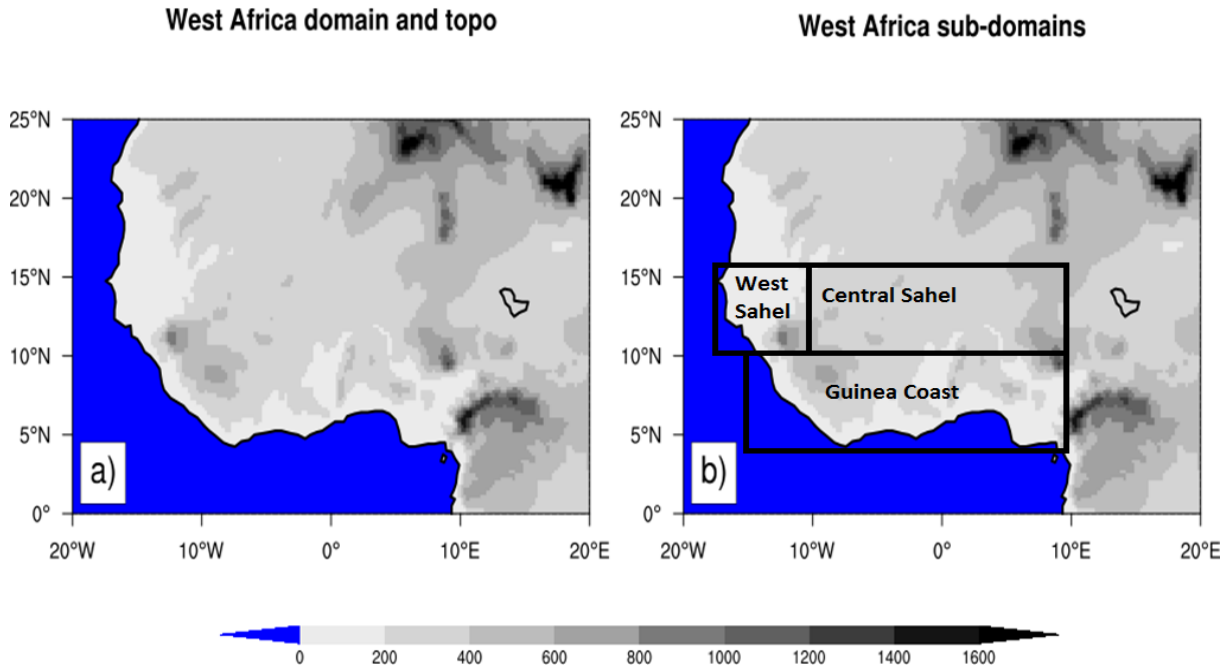 West Africa domain and topo
25°N
20°N
15°N
10°N
5°N
0°
20°W
10°W
0°
10°E
20°E
a)
West Africa sub-domains
25°N
20°N
15°N
10°N
5°N
0°
20°W
10°W
0°
10°E
20°E
West
Sahel
Central Sahel
Guinea Coast
b)
0 200 400 600 800 1000 1200 1400 1600